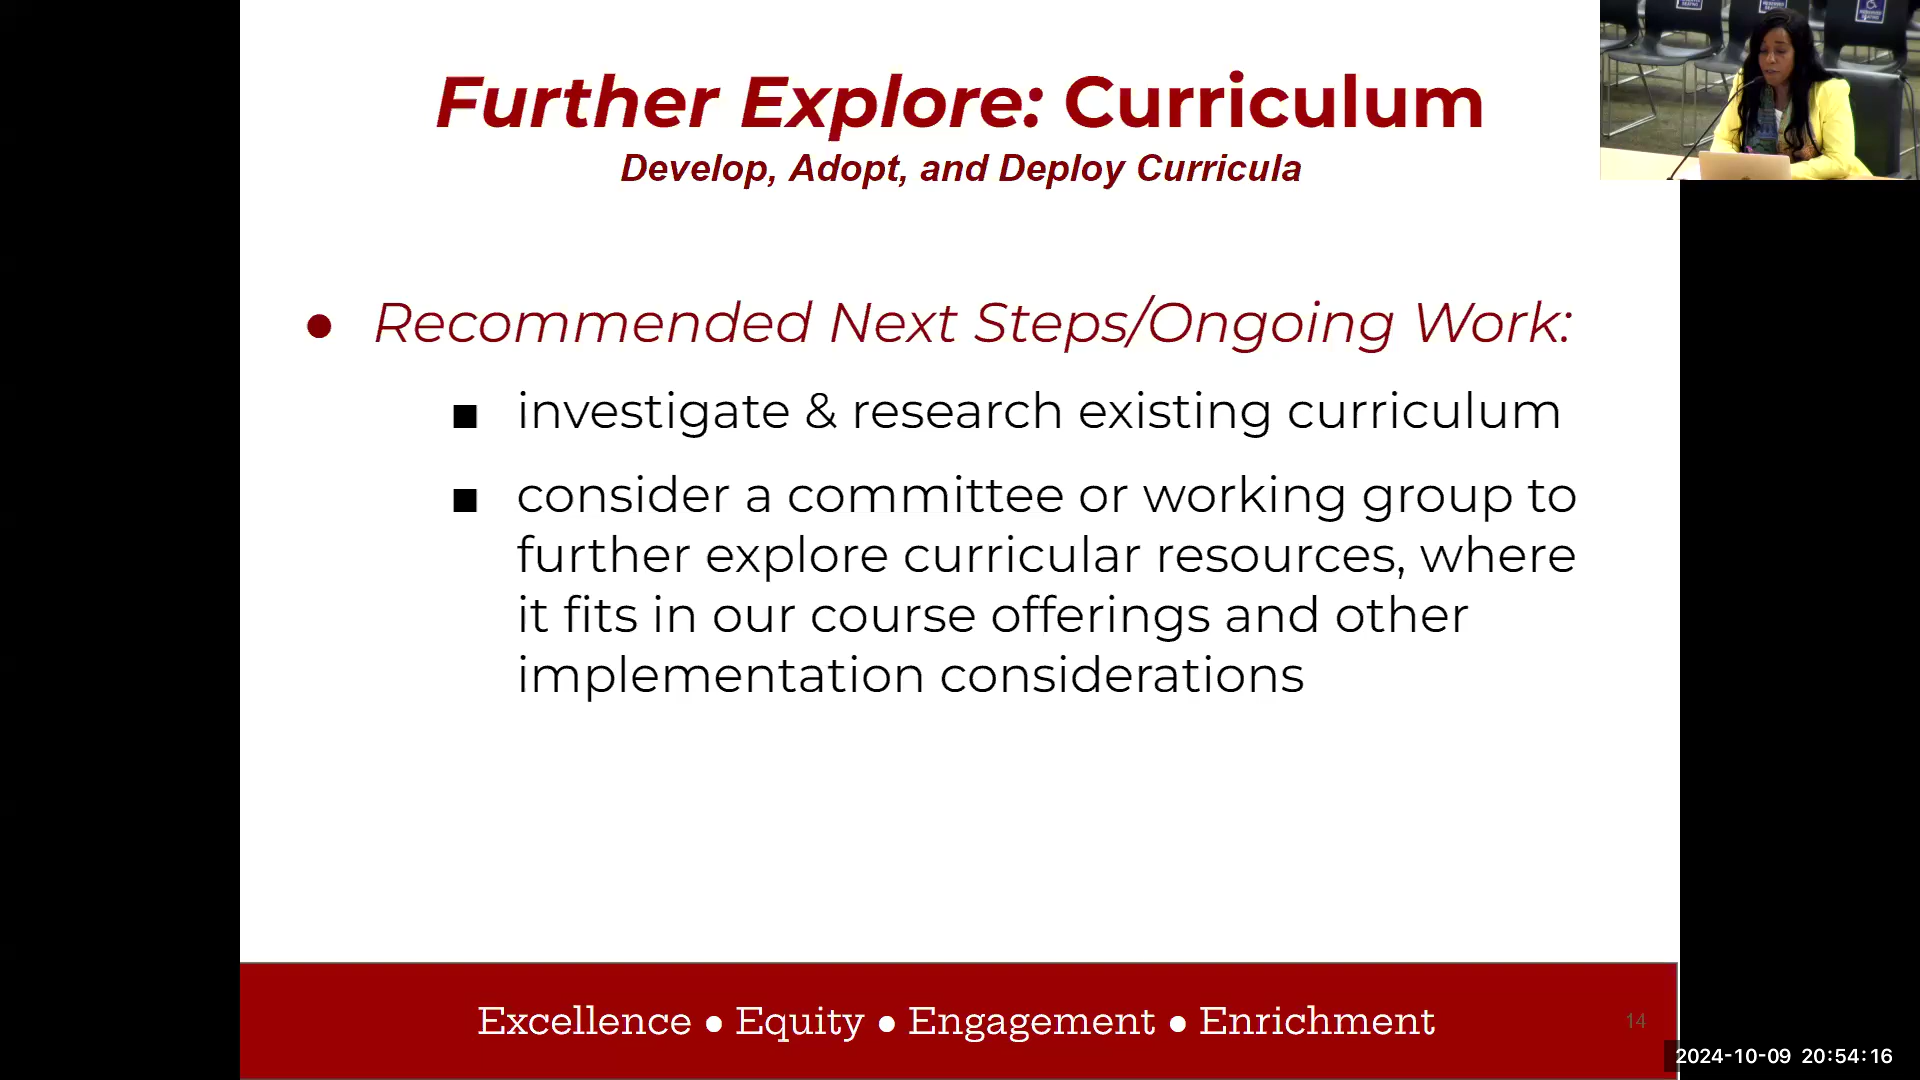 Further Explore: Curriculum
Develop, Adopt, and Deploy Curricula
● Recommended Next Steps/Ongoing Work:
■ investigate & research existing curriculum
■ consider a committee or working group to
further explore curricular resources, where
it fits in our course offerings and other
implementation considerations
Excellence ● Equity ● Engagement ● Enrichment
14
2024-10-09 20:54:16